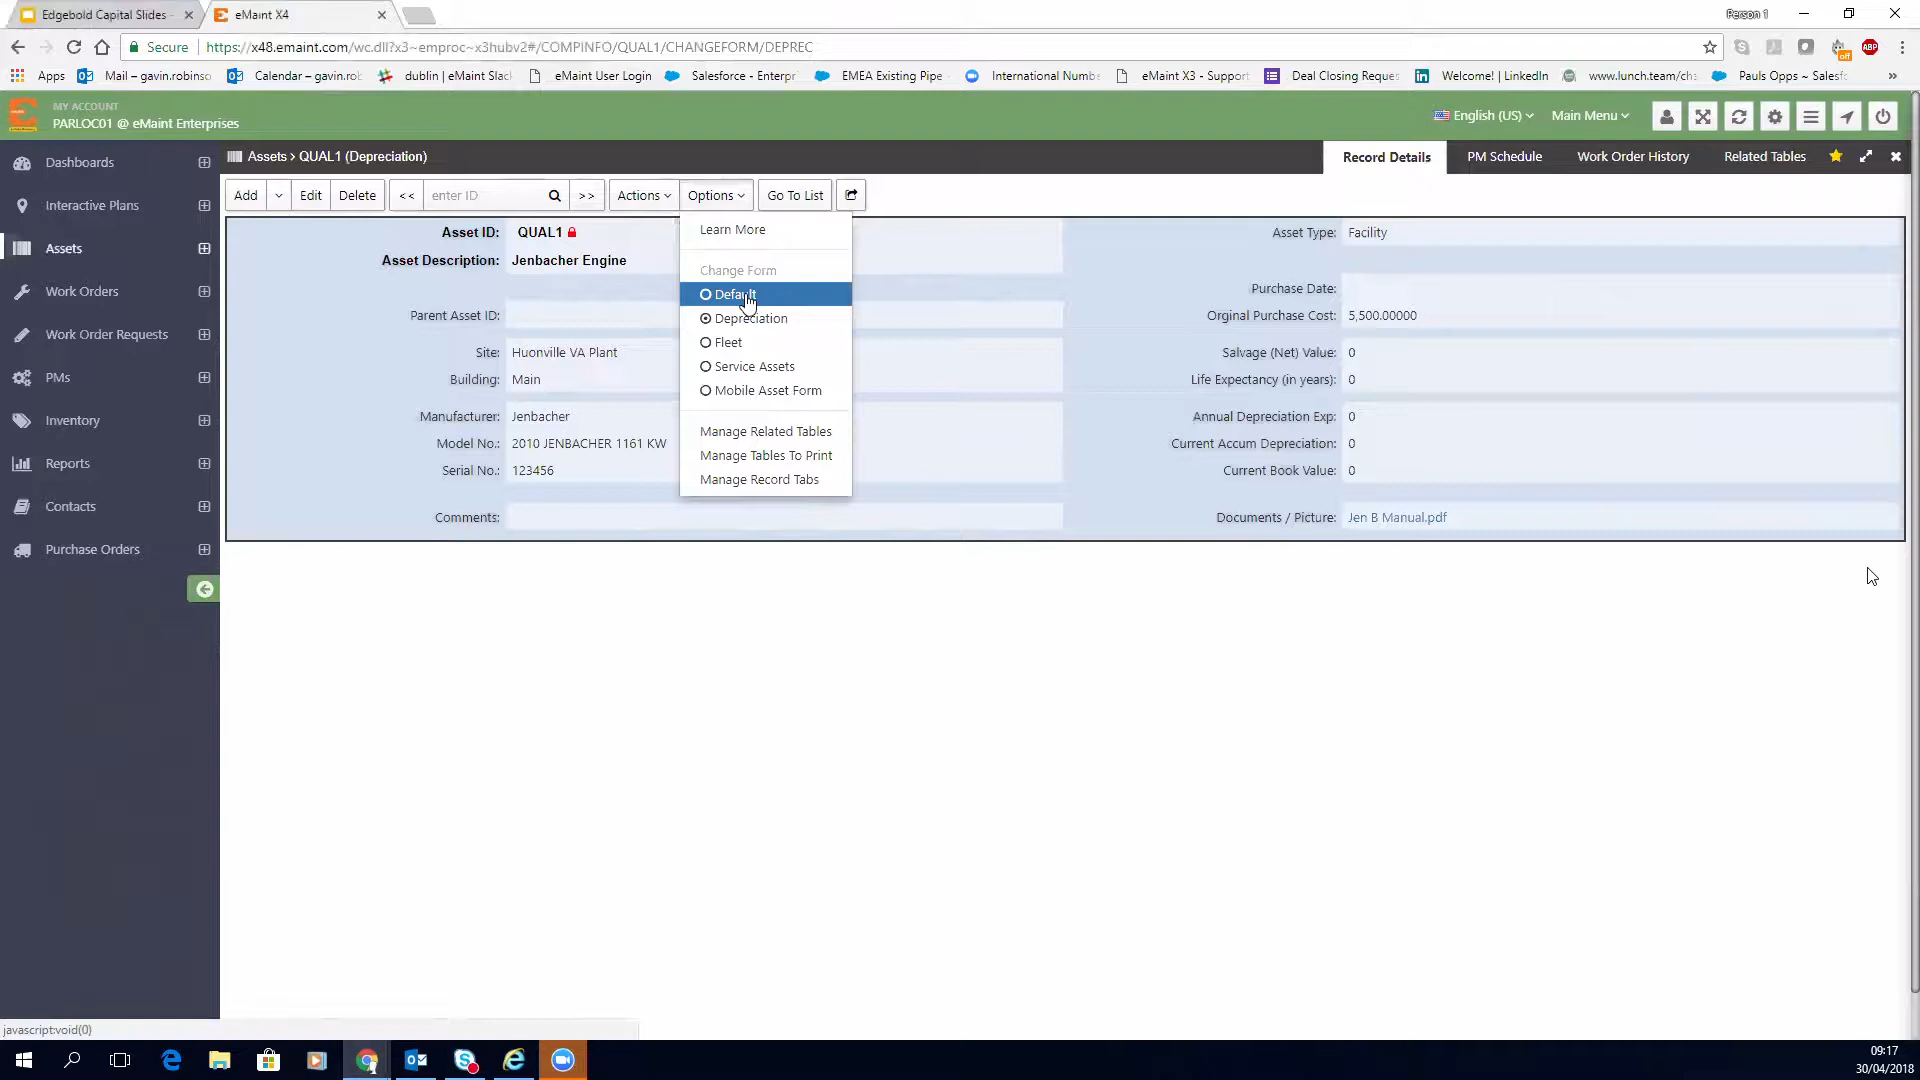 Edgebold Capital Slides
eMaint X4
Person 1
Secure https://x48.emaint.com/wc.dll?x3~emproc~x3hubv2#/COMPINFO/QUAL1/CHANGEFORM/DEPREC
Apps Mail – gavin.robinso Calendar – gavin.rob dublin | eMaint Slac eMaint User Login Salesforce - Enterpr EMEA Existing Pipe International Numb eMaint X3 - Support Deal Closing Reque Welcome! | LinkedIn www.lunch.team/ch Pauls Opps ~ Salesf »
MY ACCOUNT
PARLOC01 @ eMaint Enterprises
English (US) Main Menu
Dashboards
Interactive Plans
Assets
Work Orders
Work Order Requests
PMs
Inventory
Reports
Contacts
Purchase Orders
Assets > QUAL1 (Depreciation)
Record Details PM Schedule Work Order History Related Tables
Add Edit Delete << enter ID >> Actions Options Go To List
Asset ID: QUAL1
Asset Description: Jenbacher Engine
Parent Asset ID:
Site: Huonville VA Plant
Building: Main
Manufacturer: Jenbacher
Model No.: 2010 JENBACHER 1161 KW
Serial No.: 123456
Comments:
Learn More
Change Form
Default
Depreciation
Fleet
Service Assets
Mobile Asset Form
Manage Related Tables
Manage Tables To Print
Manage Record Tabs
Asset Type: Facility
Purchase Date:
Orginal Purchase Cost: 5,500.00000
Salvage (Net) Value: 0
Life Expectancy (in years): 0
Annual Depreciation Exp: 0
Current Accum Depreciation: 0
Current Book Value: 0
Documents / Picture: Jen B Manual.pdf
javascript:void(0)
09:17
30/04/2018